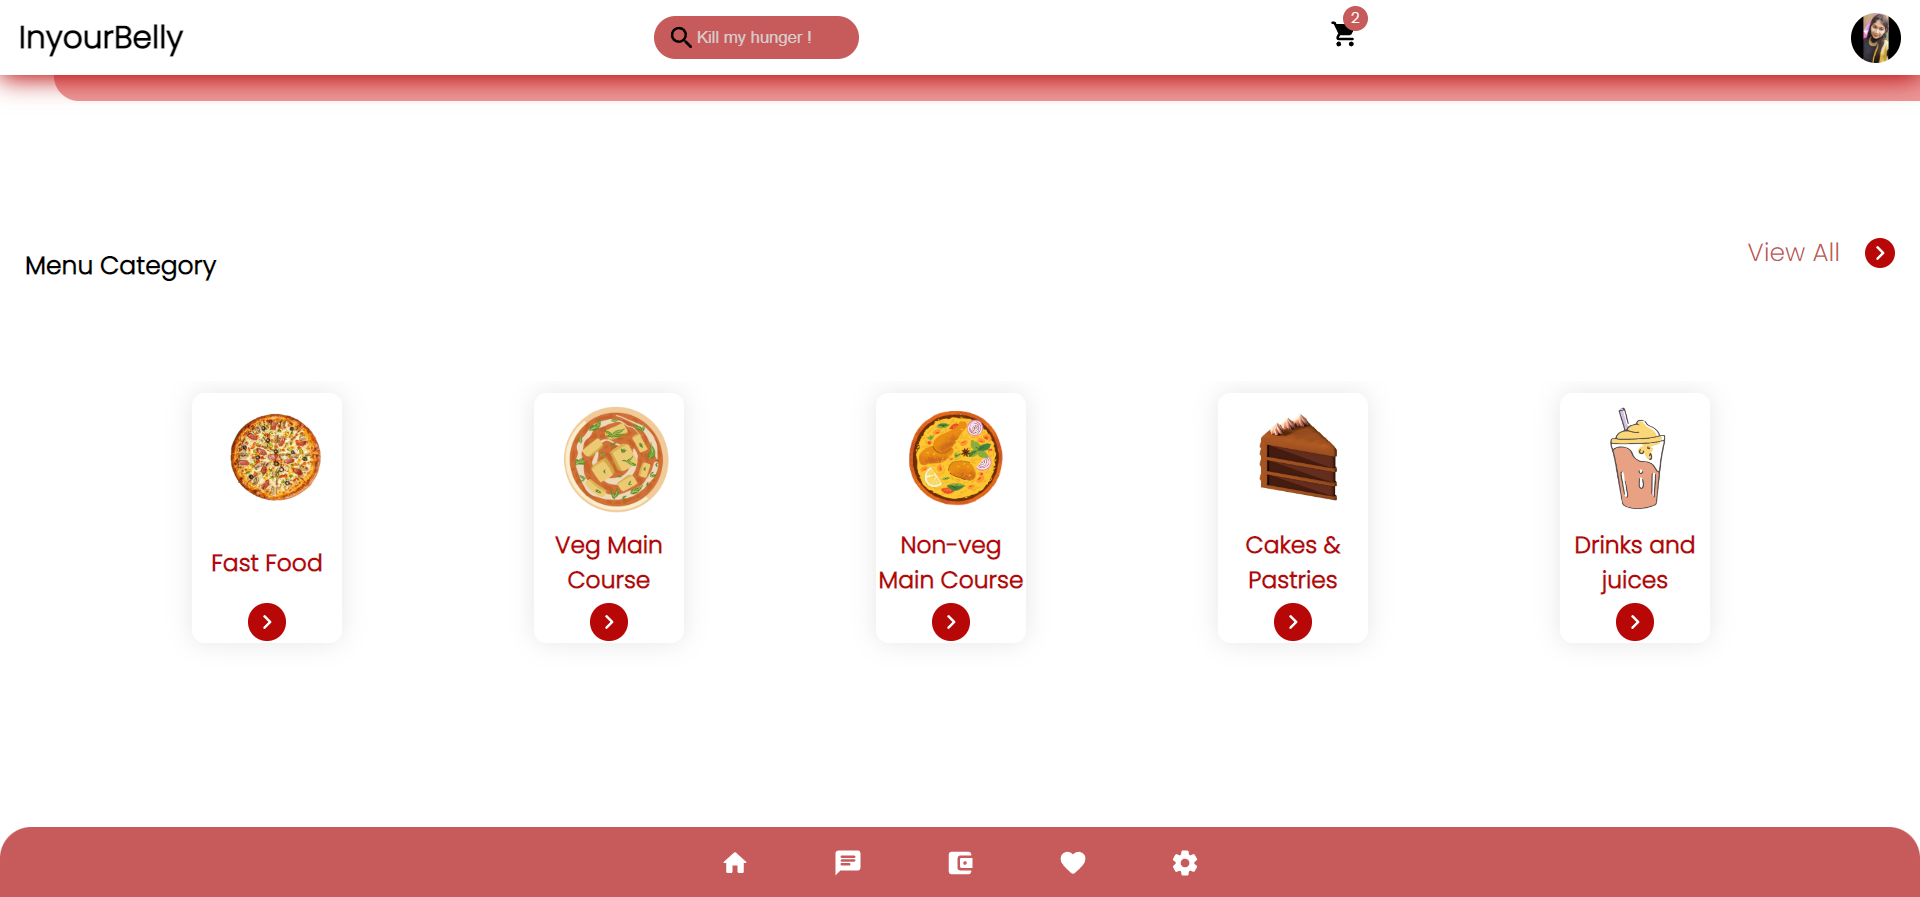 InyourBelly
Kill my hunger !
2
Menu Category
View All
Fast Food
Veg Main
Course
Non-veg
Main Course
Cakes &
Pastries
Drinks and
juices